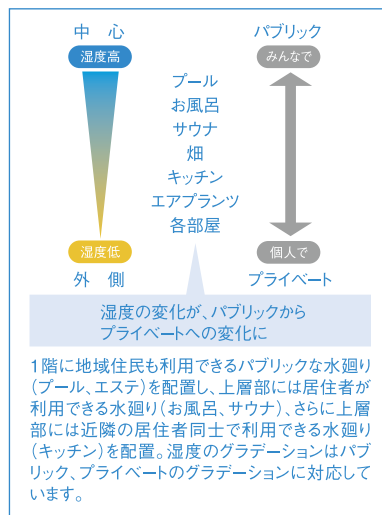 中 心
パブリック
湿度高
みんなで
プール
お風呂
サウナ
畑
キッチン
エアプランツ
各部屋
湿度低
個人で
外 側
プライベート
湿度の変化が、パブリックから
プライベートへの変化に
1階に地域住民も利用できるパブリックな水廻り
(プール、エステ)を配置し、上層部には居住者が
利用できる水廻り(お風呂、サウナ)、さらに上層
部には近隣の居住者同士で利用できる水廻り
(キッチン)を配置。湿度のグラデーションはパブ
リック、プライベートのグラデーションに対応して
います。